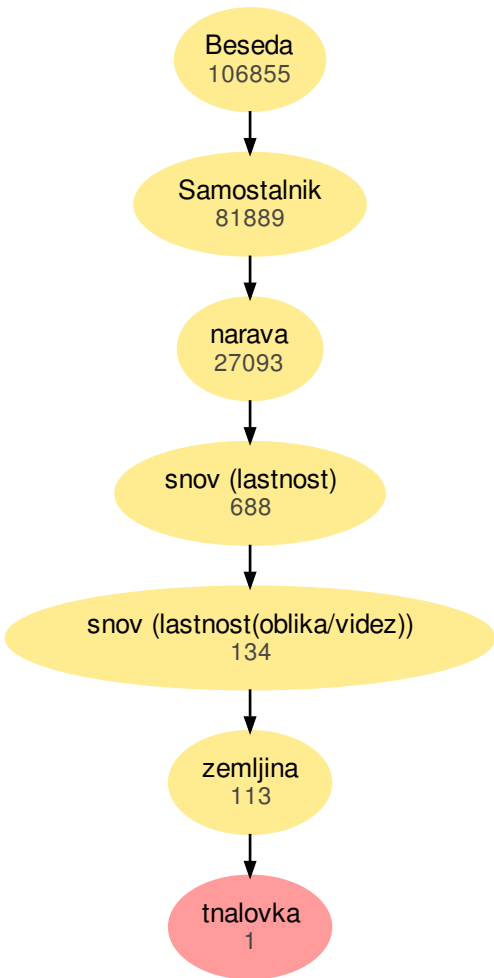 Beseda
106855
Samostalnik
81889
narava
27093
snov (lastnost)
688
snov (lastnost(oblika/videz))
134
zemljina
113
tnalovka
1